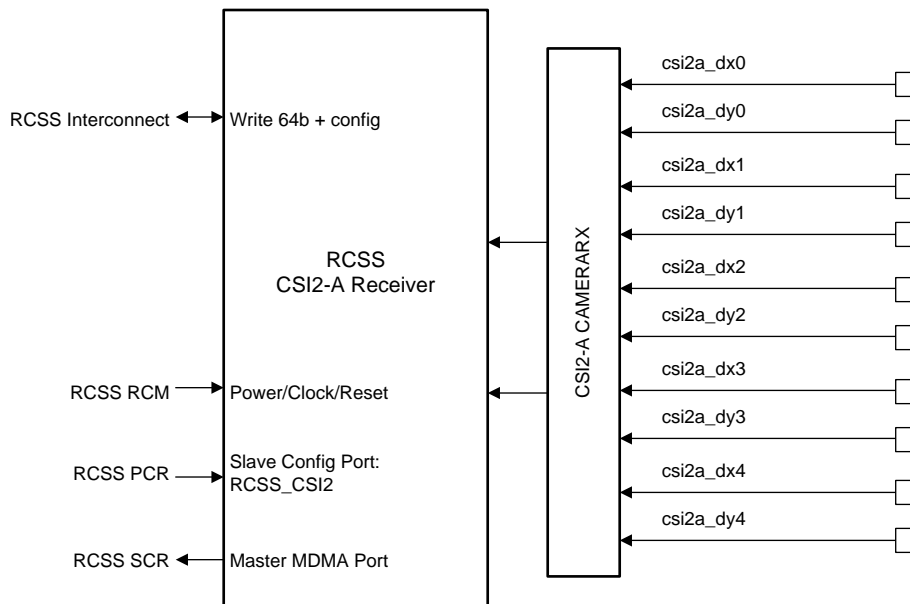 RCSS Interconnect
Write 64b + config
RCSS
CSI2-A Receiver
RCSS RCM
Power/Clock/Reset
RCSS PCR
Slave Config Port:
RCSS_CSI2
RCSS SCR
Master MDMA Port
CSI2-A CAMERARX
csi2a_dx0
csi2a_dy0
csi2a_dx1
csi2a_dy1
csi2a_dx2
csi2a_dy2
csi2a_dx3
csi2a_dy3
csi2a_dx4
csi2a_dy4